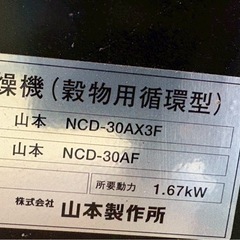 燥機(穀物用循環型)
山本 NCD-30AX3F
山本 NCD-30AF
所要動力 1.67kW
株式会社 山本製作所